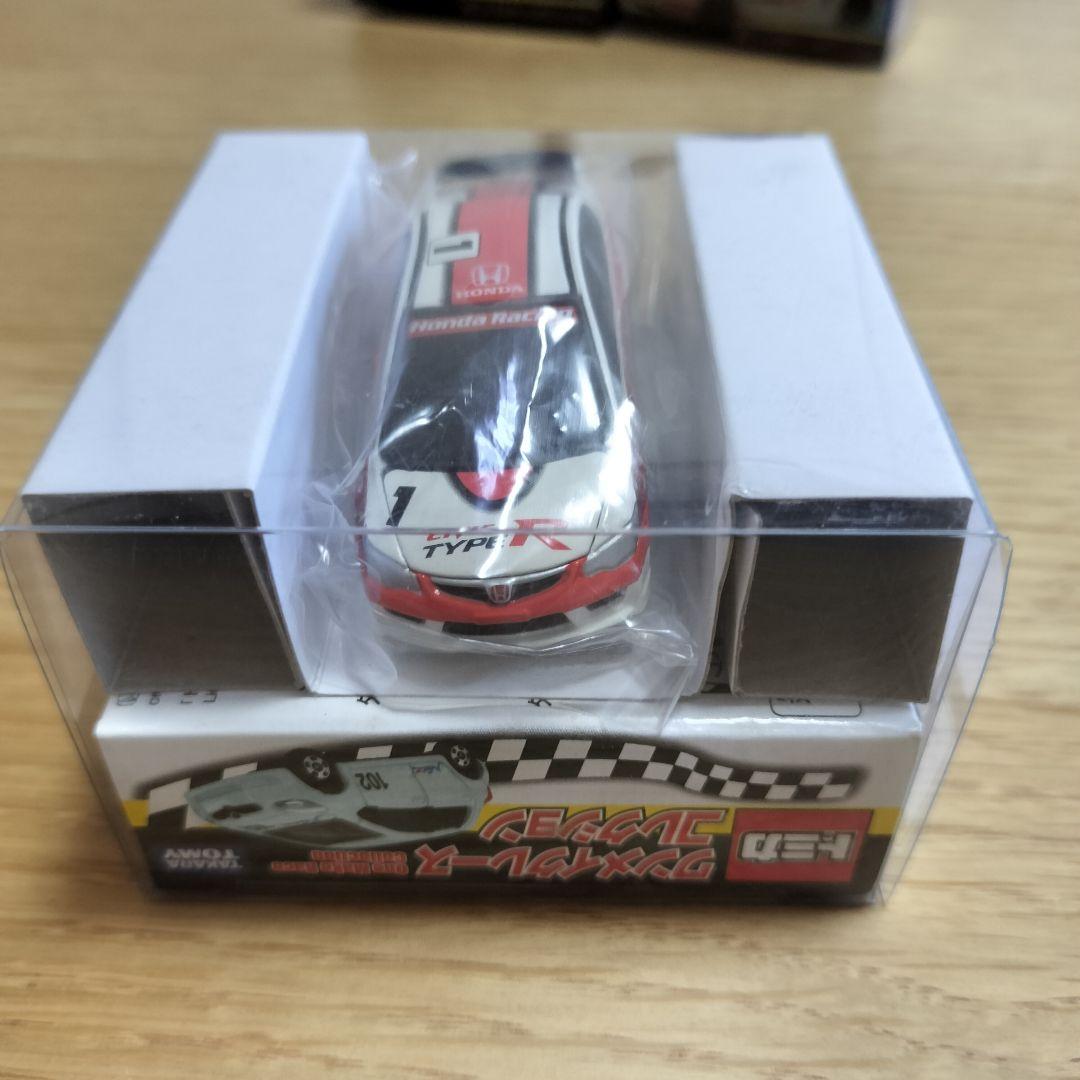 1
HONDA
Honda Racing
1
TYPE R
102
トミカ
ワンメイクレース
コレクション
One Make Race
Collection
TAKARA
TOMY